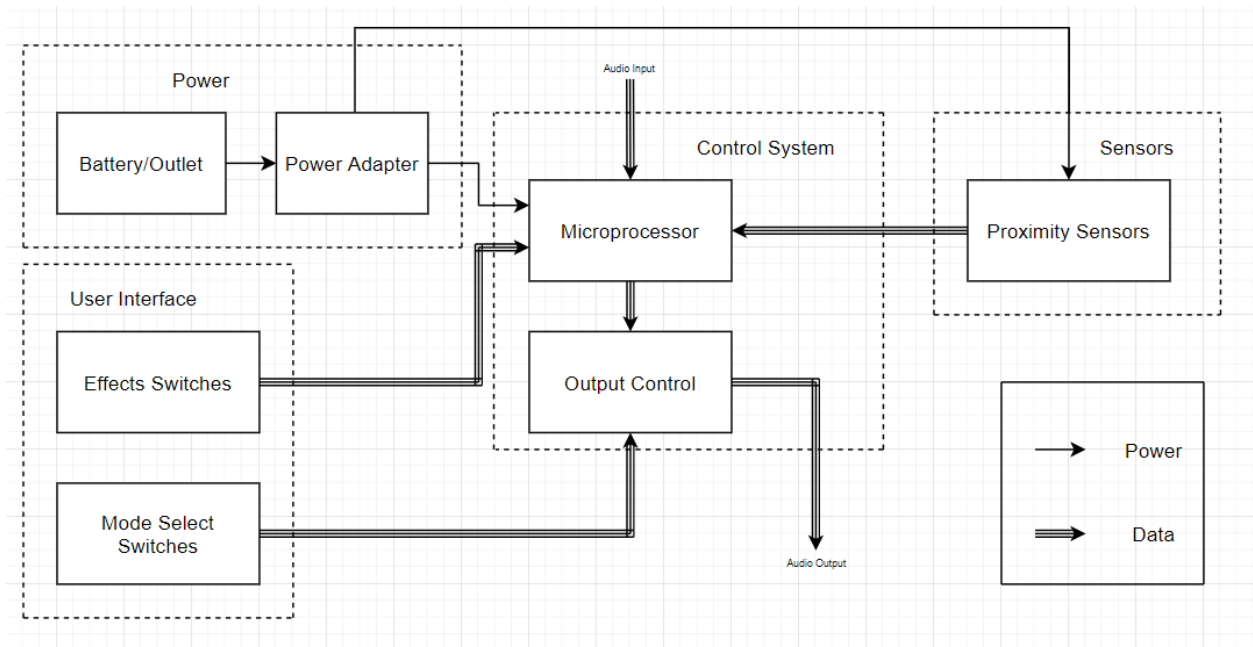 Audio Input
Power
Battery/Outlet
Power Adapter
Control System
Sensors
Microprocessor
Proximity Sensors
User Interface
Effects Switches
Output Control
Mode Select
Switches
Audio Output
Power
Data